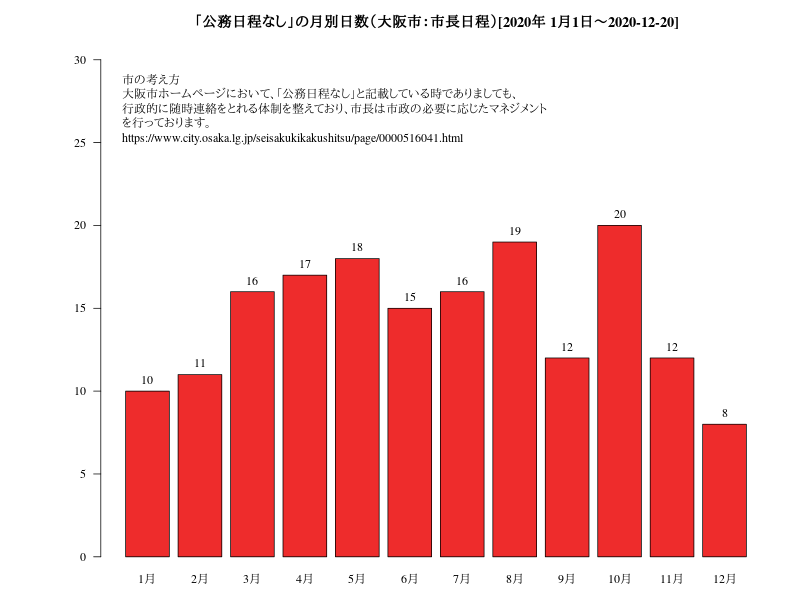 「公務日程なし」の月別日数（大阪市：市長日程）[2020年 1月1日～2020-12-20]
市の考え方
大阪市ホームページにおいて、「公務日程なし」と記載している時でありましても、
行政的に随時連絡をとれる体制を整えており、市長は市政の必要に応じたマネジメント
を行っております。
https://www.city.osaka.lg.jp/seisakukikakushitsu/page/0000516041.html
30
25
20
15
10
5
0
10
11
16
17
18
15
16
19
12
20
12
8
1月
2月
3月
4月
5月
6月
7月
8月
9月
10月
11月
12月